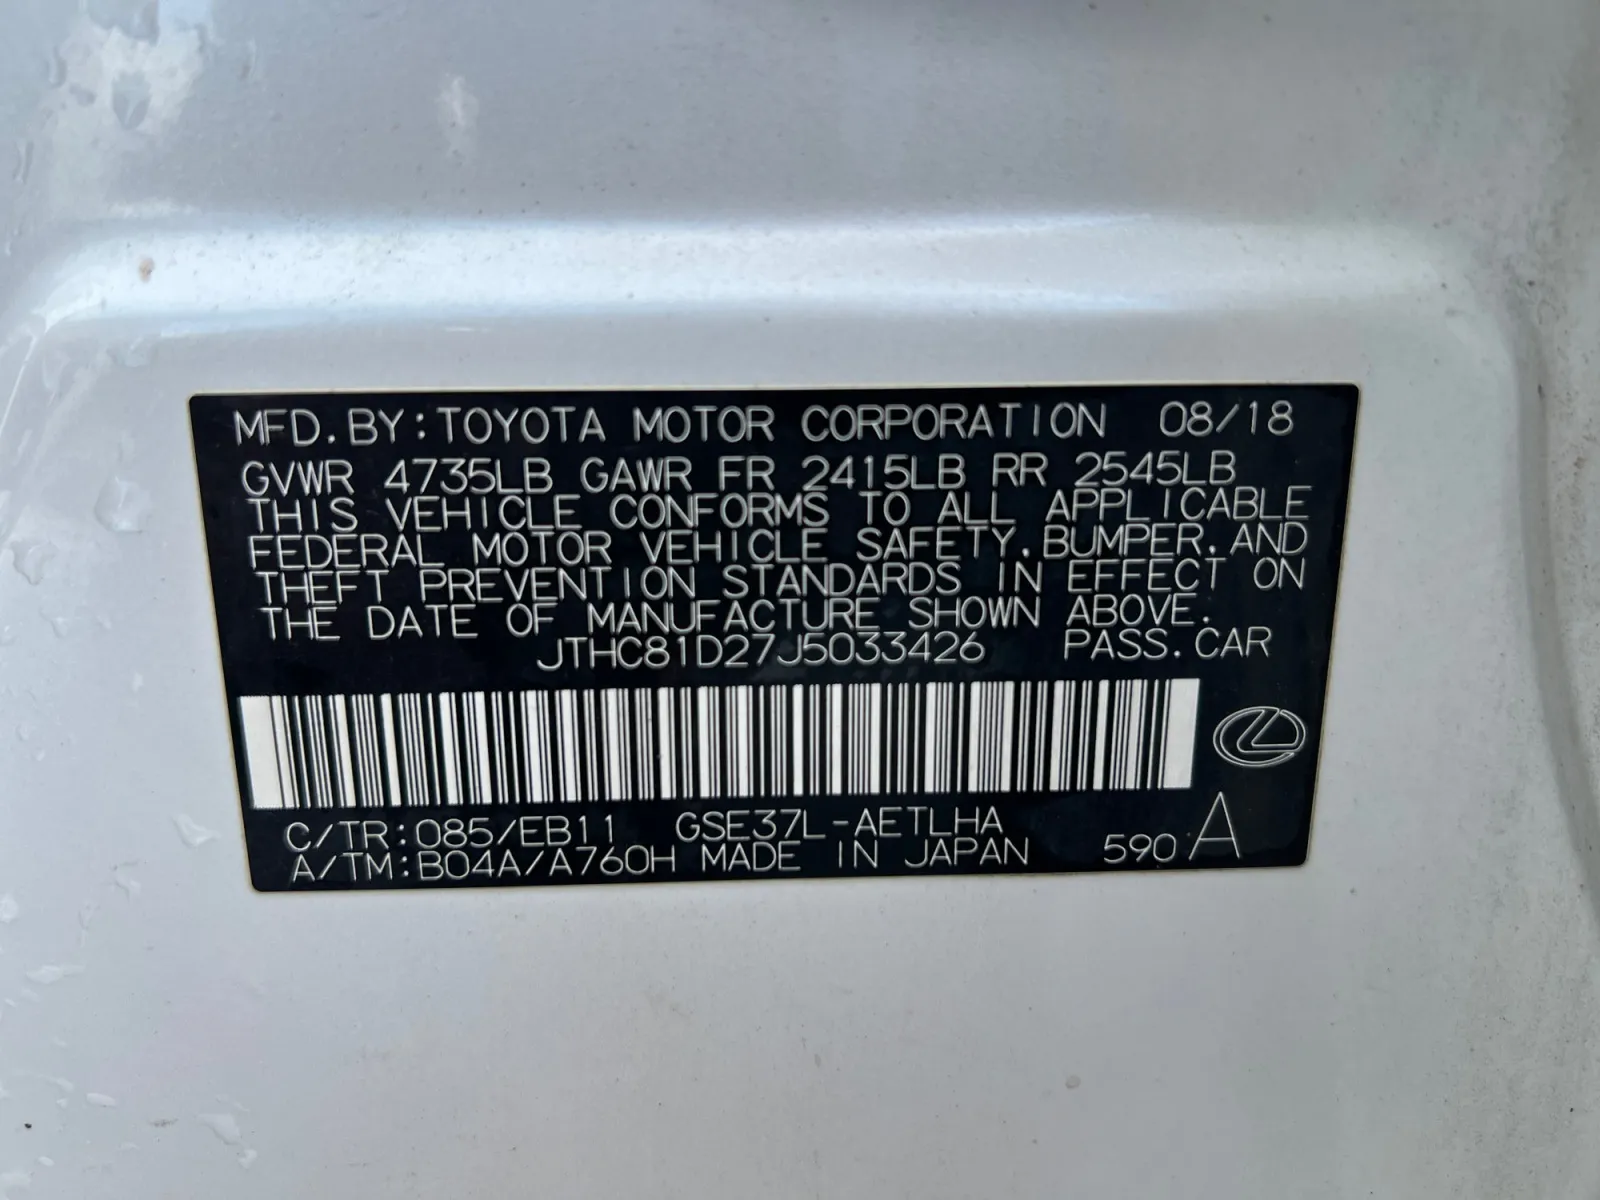 MFD.BY:TOYOTA MOTOR CORPORATION 08/18
GVWR 4735LB GAWR FR 2415LB RR 2545LB
THIS VEHICLE CONFORMS TO ALL APPLICABLE
FEDERAL MOTOR VEHICLE SAFETY,BUMPER,AND
THEFT PREVENTION STANDARDS IN EFFECT ON
THE DATE OF MANUFACTURE SHOWN ABOVE.
JTHC81D27J5033426 PASS.CAR
C/TR:085/EB11 GSE37L-AETLHA
A/TM:B04A/A760H MADE IN JAPAN 590 A